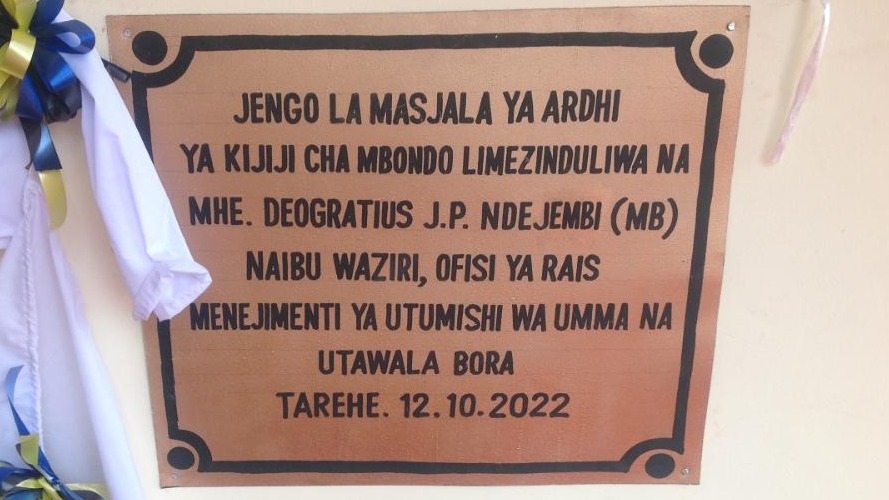 JENGO LA MASJALA YA ARDHI
YA KIJIJI CHA MBONDO LIMEZINDULIWA NA
MHE. DEOGRATIUS J.P. NDEJEMBI (MB)
NAIBU WAZIRI, OFISI YA RAIS
MENEJIMENTI YA UTUMISHI WA UMMA NA
UTAWALA BORA
TAREHE. 12.10.2022